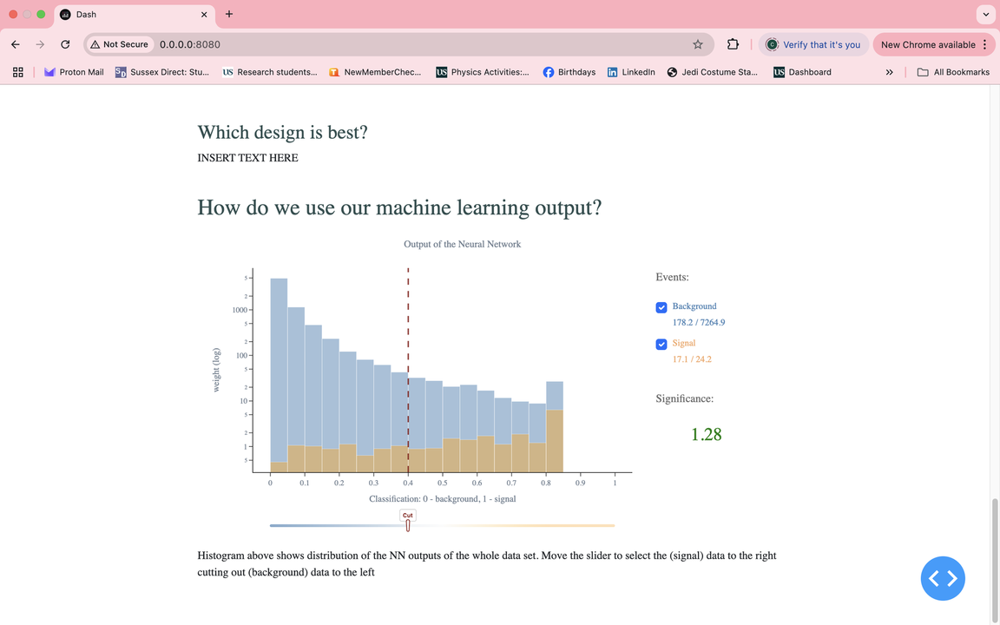 Dash
Not Secure 0.0.0.0:8080 Verify that it's you New Chrome available
Proton Mail Sussex Direct: Stu... US Research students... NewMemberChec... US Physics Activities:... Birthdays LinkedIn Jedi Costume Sta... US Dashboard All Bookmarks
Which design is best?
INSERT TEXT HERE
How do we use our machine learning output?
Output of the Neural Network
weight (log)
5
2
1000
5
2
100
5
2
10
5
2
1
5
0 0.1 0.2 0.3 0.4 0.5 0.6 0.7 0.8 0.9 1
Classification: 0 - background, 1 - signal
Cut
Events:
Background
178.2 / 7264.9
Signal
17.1 / 24.2
Significance:
1.28
Histogram above shows distribution of the NN outputs of the whole data set. Move the slider to select the (signal) data to the right
cutting out (background) data to the left